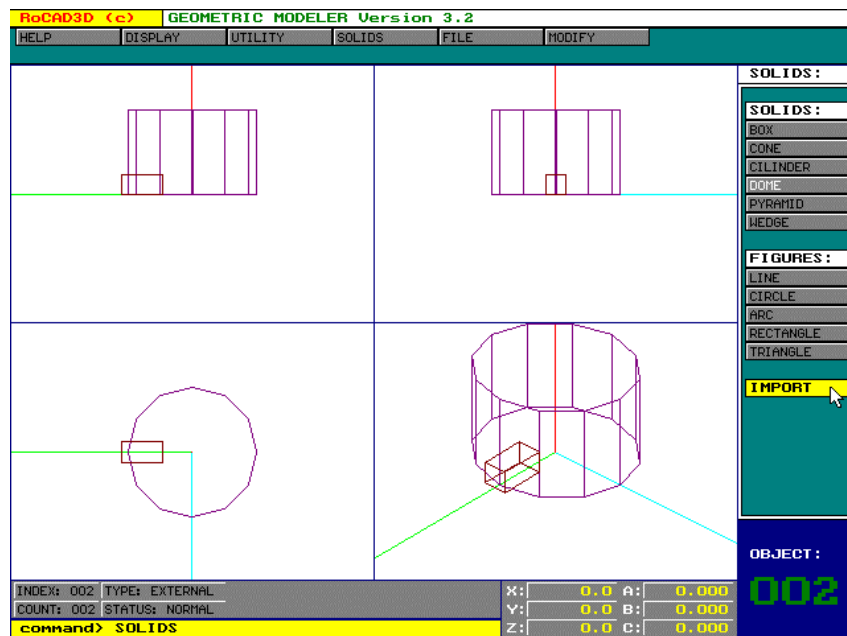 RoCAD3D (c) GEOMETRIC MODELER Version 3.2
HELP DISPLAY UTILITY SOLIDS FILE MODIFY
SOLIDS:
SOLIDS:
BOX
CONE
CILINDER
DOME
PYRAMID
WEDGE
FIGURES:
LINE
CIRCLE
ARC
RECTANGLE
TRIANGLE
IMPORT
OBJECT:
002
INDEX: 002 TYPE: EXTERNAL
COUNT: 002 STATUS: NORMAL
command> SOLIDS
X: 0.0 A: 0.000
Y: 0.0 B: 0.000
Z: 0.0 C: 0.000